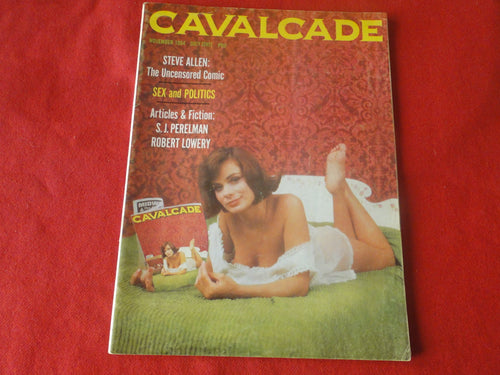 CAVALCADE
NOVEMBER 1964
STEVE ALLEN:
The Uncensored Comic
SEX and POLITICS
Articles & Fiction:
S. J. PERELMAN
ROBERT LOWERY
CAVALCADE